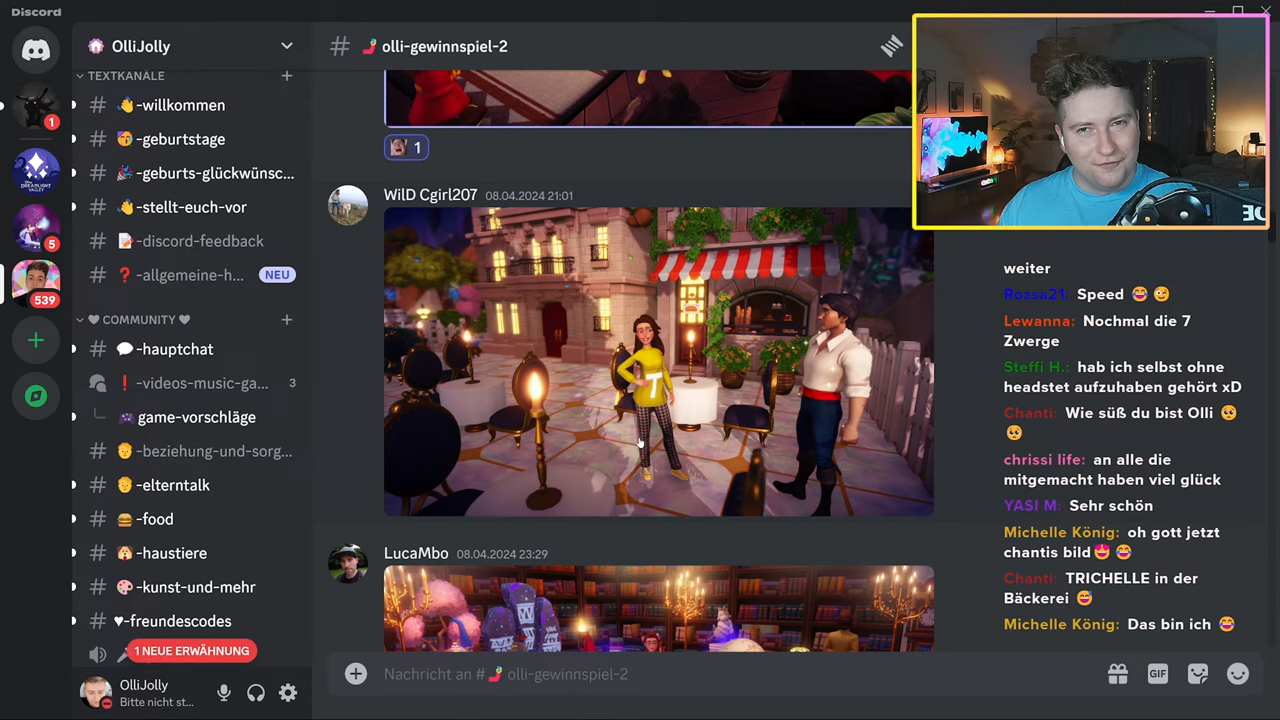 Discord
OlliJolly
# 💅 olli-gewinnspiel-2
TEXTKANÄLE
# 👋 -willkommen
# 🥳 -geburtstage
# 🎉 -geburts-glückwünsc...
# 👋 -stellt-euch-vor
# 📝 -discord-feedback
# ❓ -allgemeine-h... NEU
🖤 COMMUNITY 🖤
# 💬 -hauptchat
❗ -videos-music-ga... 3
🎮 game-vorschläge
# -beziehung-und-sorg...
# -elterntalk
# 🍔 -food
# -haustiere
# 🎨 -kunst-und-mehr
# ♥-freundescodes
1 NEUE ERWÄHNUNG
OlliJolly
Bitte nicht st...
1
5
539
1
WilD Cgirl207 08.04.2024 21:01
T
LucaMbo 08.04.2024 23:29
Nachricht an # 💅 olli-gewinnspiel-2
GIF
weiter
Rozsa21: Speed 😂 😉
Lewanna: Nochmal die 7
Zwerge
Steffi H.: hab ich selbst ohne
headstet aufzuhaben gehört xD
Chanti: Wie süß du bist Olli 🥺
🥺
chrissi life: an alle die
mitgemacht haben viel glück
YASI M: Sehr schön
Michelle König: oh gott jetzt
chantis bild😍 😂
Chanti: TRICHELLE in der
Bäckerei 😅
Michelle König: Das bin ich 😂